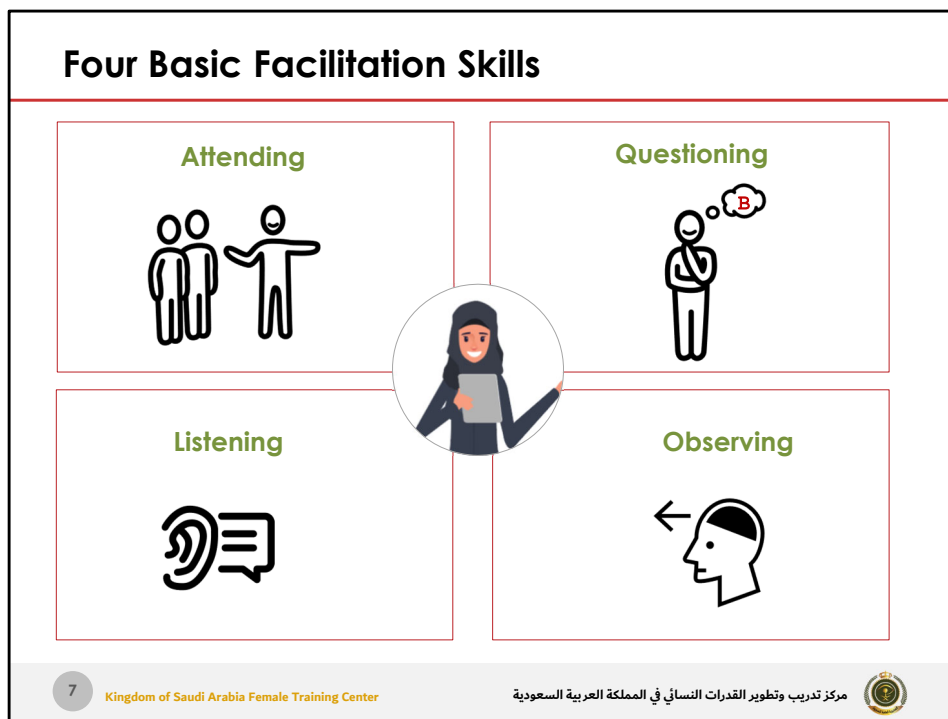 Four Basic Facilitation Skills
Attending
Questioning
B
Listening
Observing
7
Kingdom of Saudi Arabia Female Training Center
مركز تدريب وتطوير القدرات النسائي في المملكة العربية السعودية